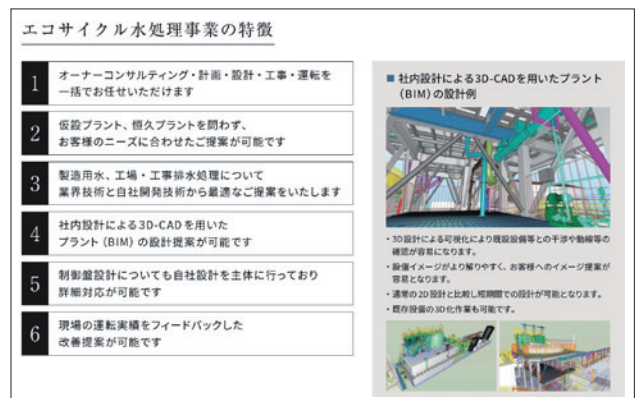 エコサイクル水処理事業の特徴
1
オーナーコンサルティング・計画・設計・工事・運転を
一括でお任せいただけます
2
仮設プラント、恒久プラントを問わず、
お客様のニーズに合わせたご提案が可能です
3
製造用水、工場・工事排水処理について
業界技術と自社開発技術から最適なご提案をいたします
4
社内設計による3D-CADを用いた
プラント（BIM）の設計提案が可能です
5
制御盤設計についても自社設計を主体に行っており
詳細対応が可能です
6
現場の運転実績をフィードバックした
改善提案が可能です
■ 社内設計による3D-CADを用いたプラント
（BIM）の設計例
・3D設計による可視化により既設設備等との干渉や動線等の
確認が容易になります。
・設備イメージがより解りやすく、お客様へのイメージ提案が
容易となります。
・通常の2D設計と比較し短期間での設計が可能となります。
・既存設備の3D化作業も可能です。